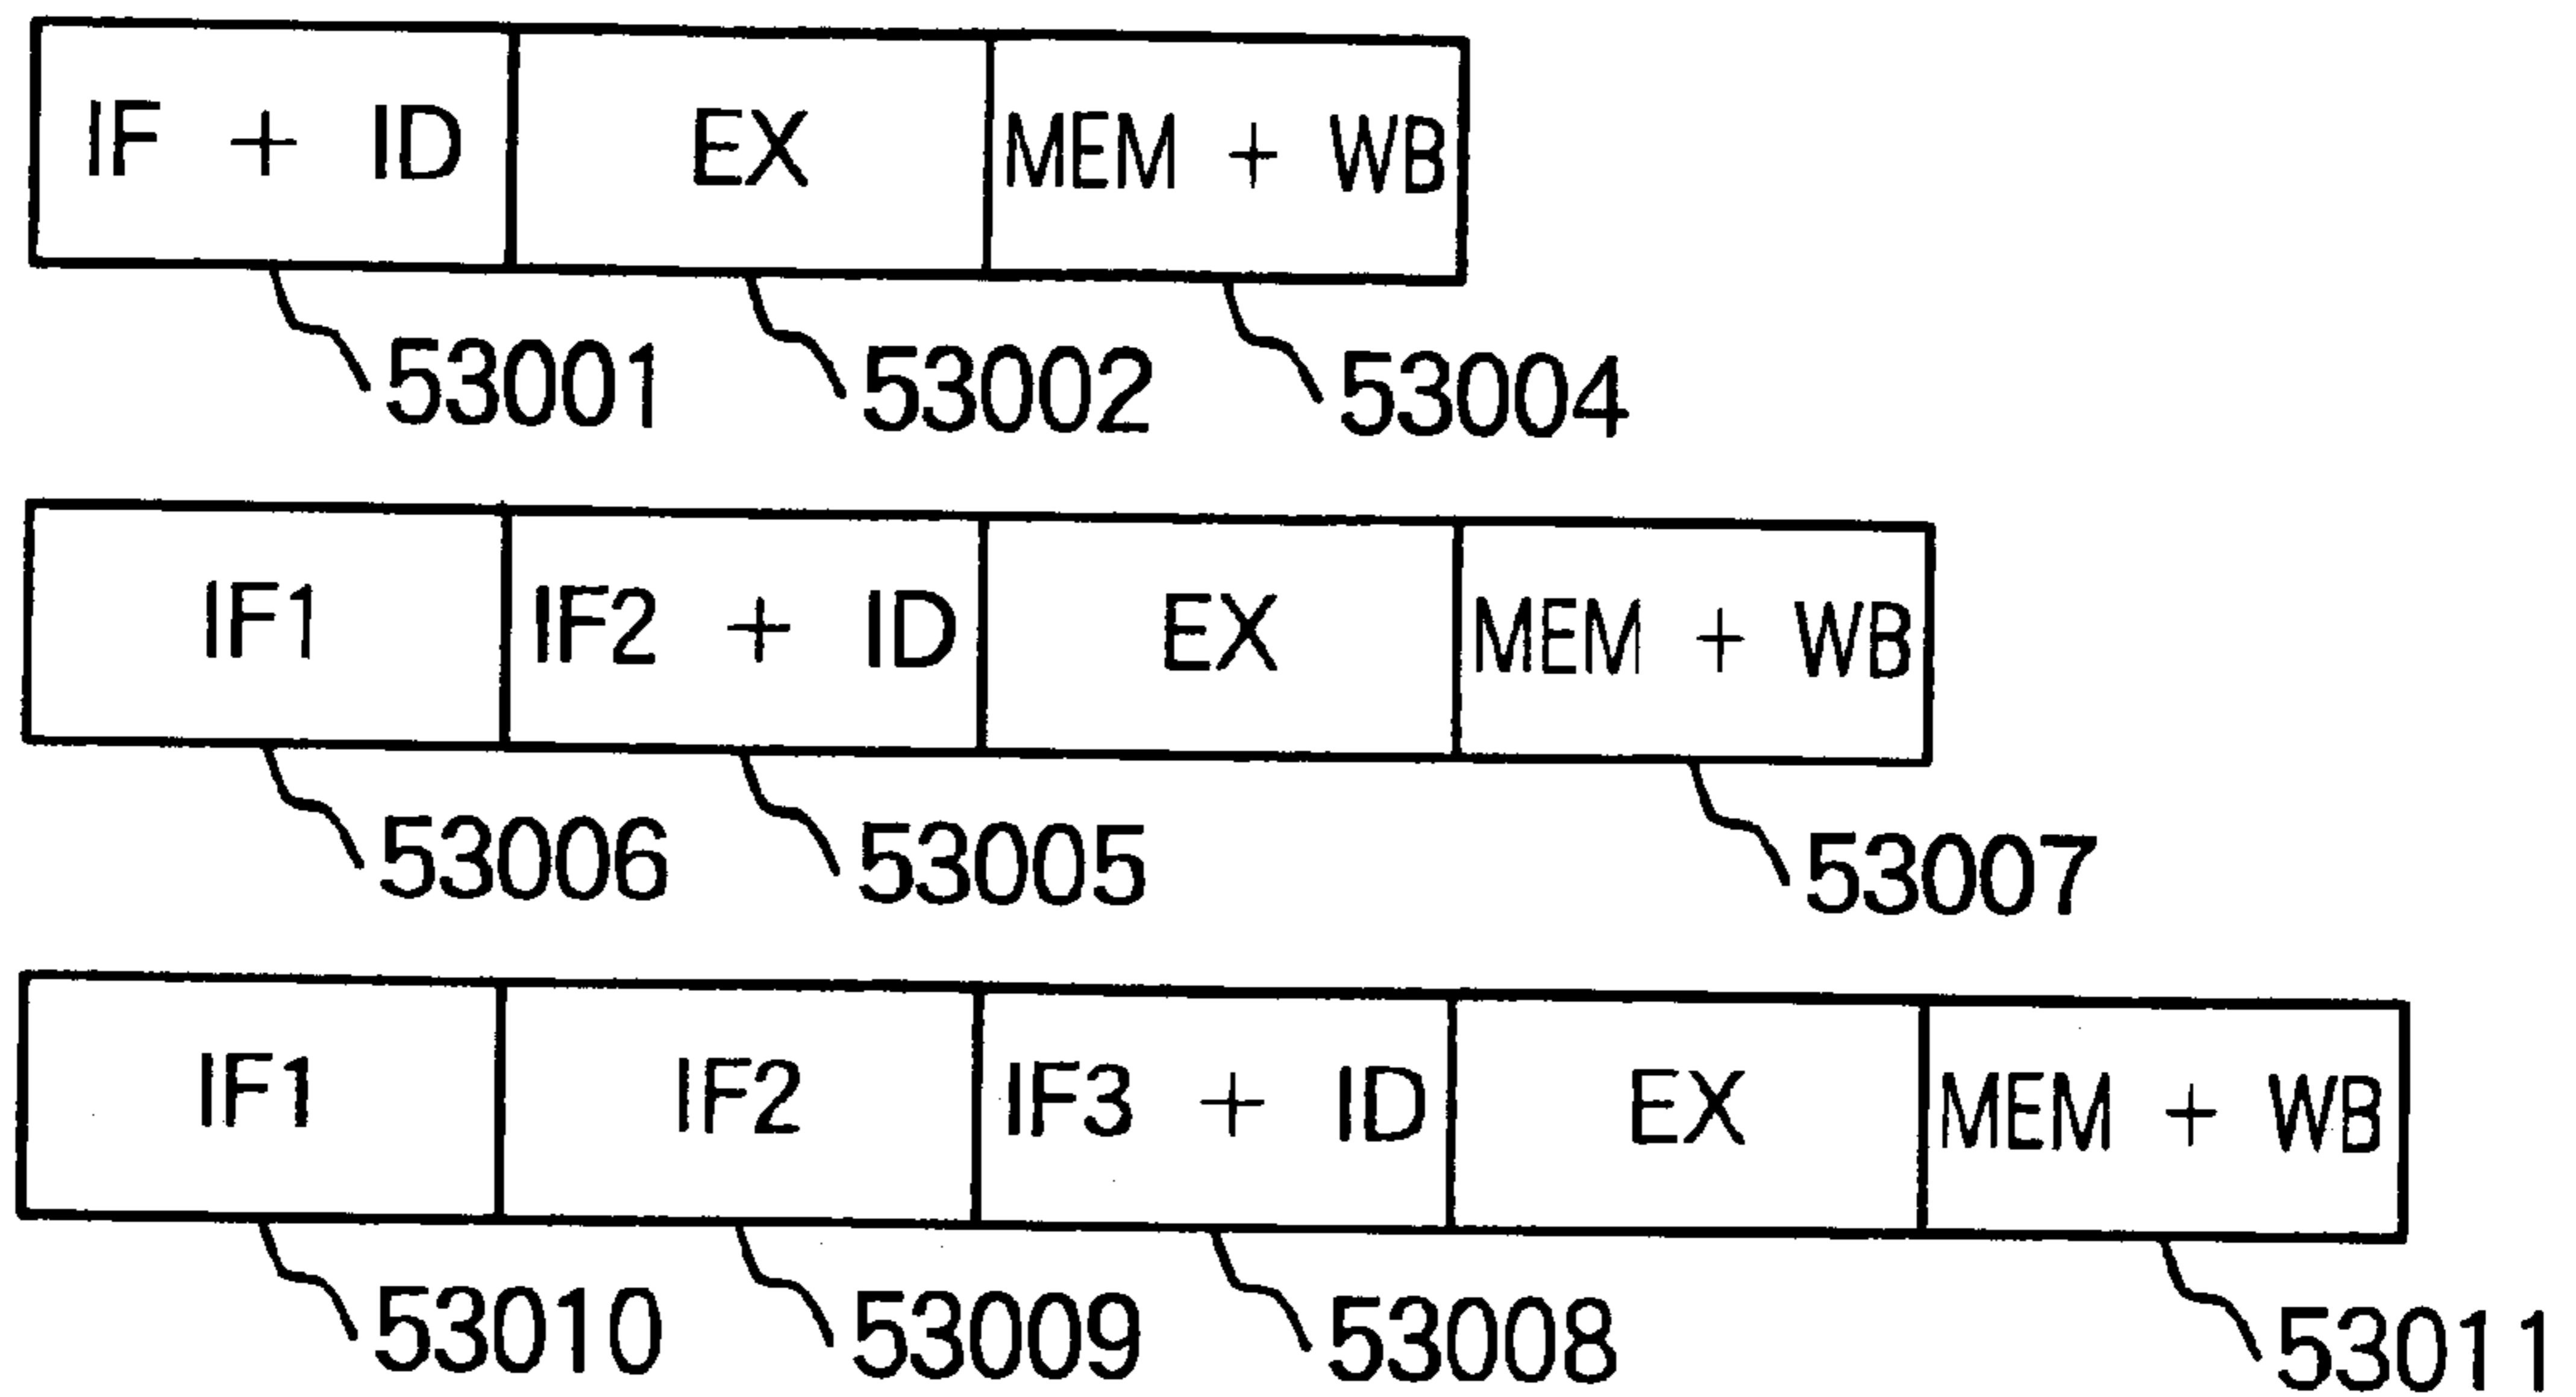 IF + ID EX MEM + WB
53001 53002 53004
IF1 IF2 + ID EX MEM + WB
53006 53005 53007
IF1 IF2 IF3 + ID EX MEM + WB
53010 53009 53008 53011